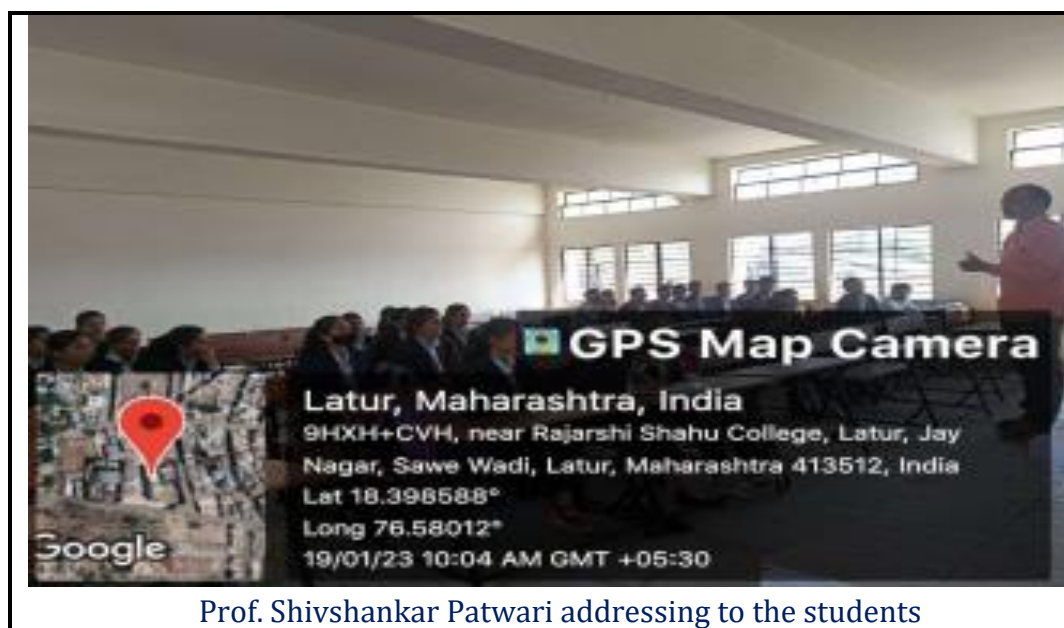 GPS Map Camera
Latur, Maharashtra, India
9HXH+CVH, near Rajarshi Shahu College, Latur, Jay
Nagar, Sawe Wadi, Latur, Maharashtra 413512, India
Lat 18.398588°
Long 76.58012°
19/01/23 10:04 AM GMT +05:30
Google
Prof. Shivshankar Patwari addressing to the students